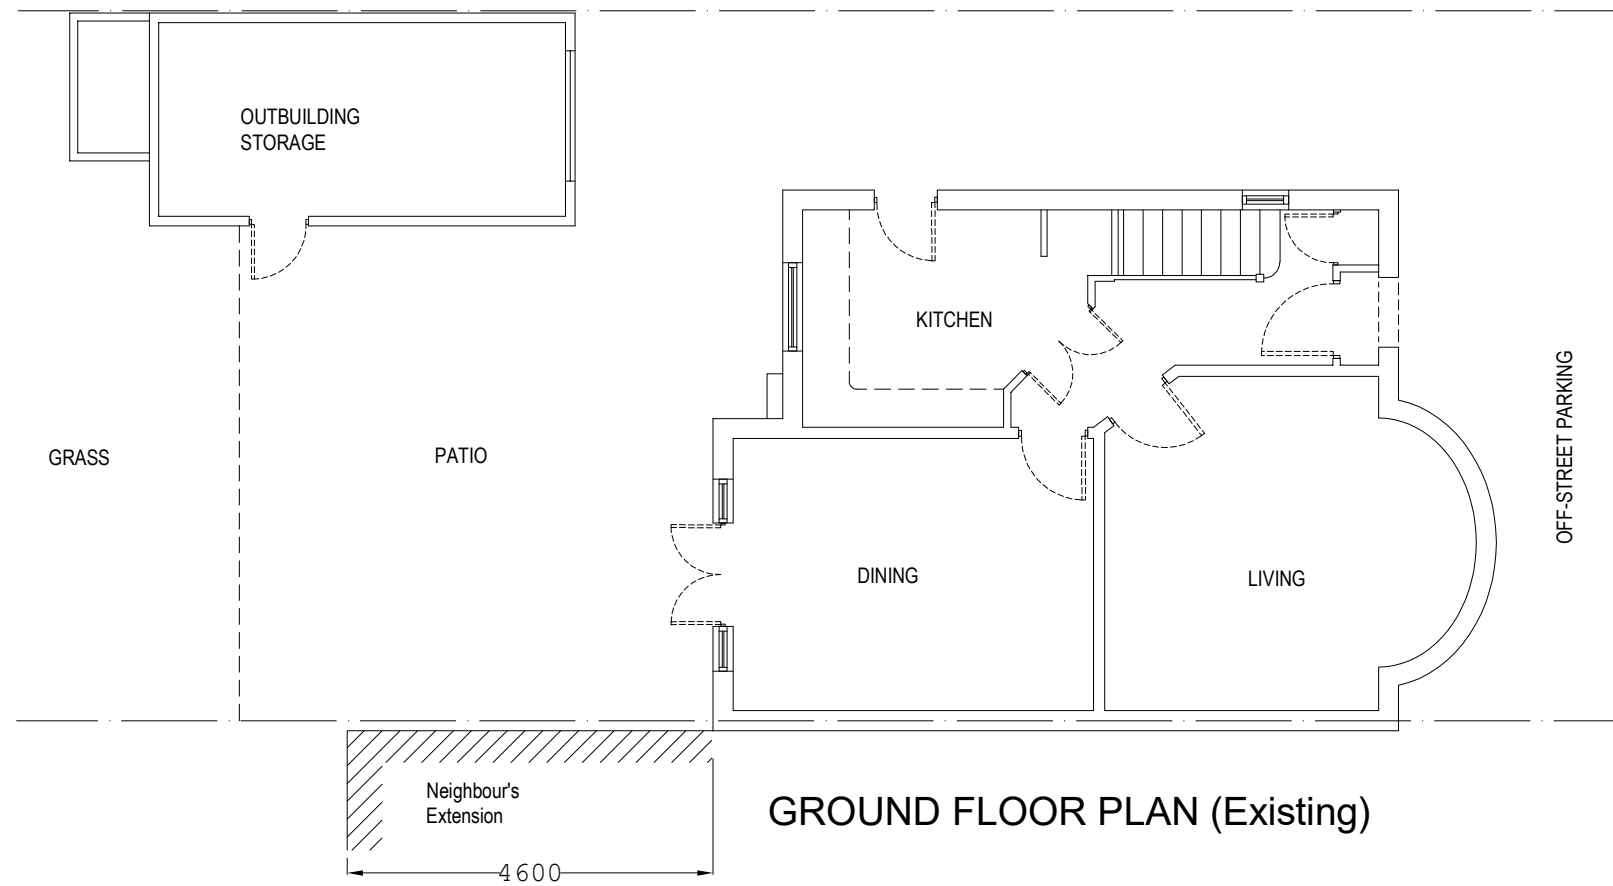 OUTBUILDING
STORAGE
KITCHEN
GRASS
PATIO
OFF-STREET PARKING
DINING
LIVING
Neighbour's
Extension
GROUND FLOOR PLAN (Existing)
4600